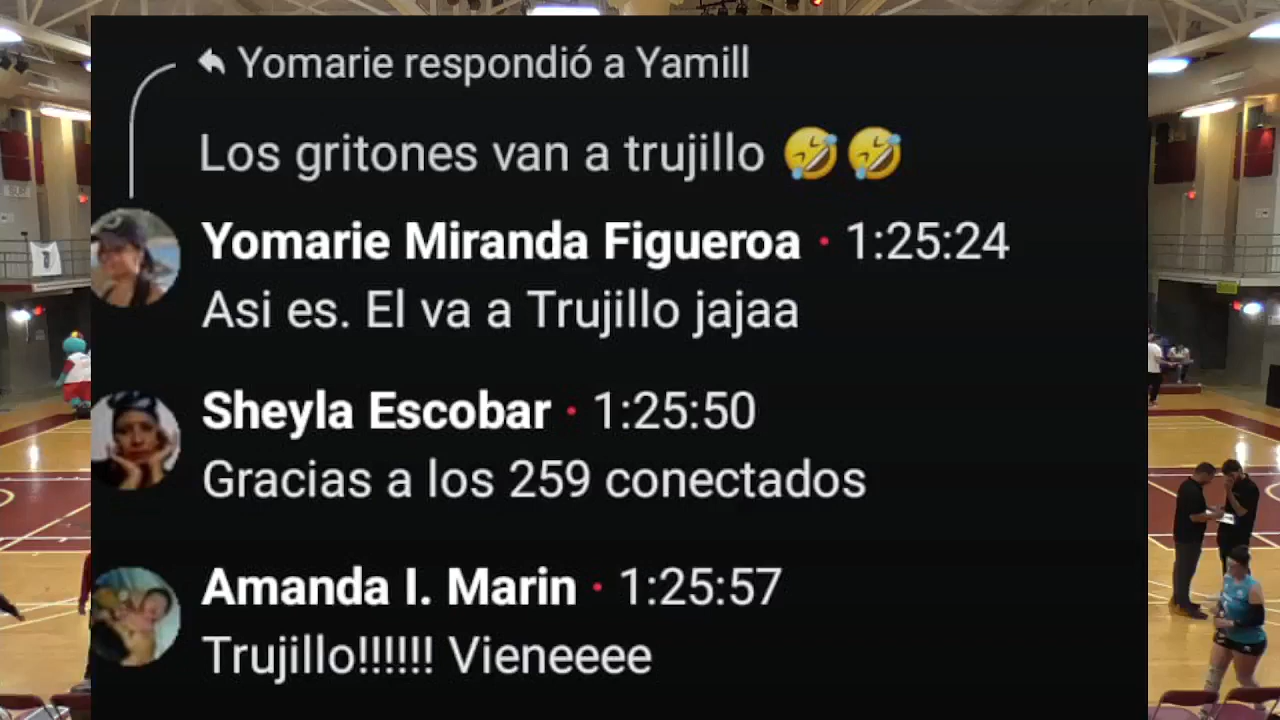 Yomarie respondió a Yamill
Los gritones van a trujillo 🤣🤣
Yomarie Miranda Figueroa · 1:25:24
Asi es. El va a Trujillo jajaa
Sheyla Escobar · 1:25:50
Gracias a los 259 conectados
Amanda I. Marin · 1:25:57
Trujillo!!!!!! Vieneeee